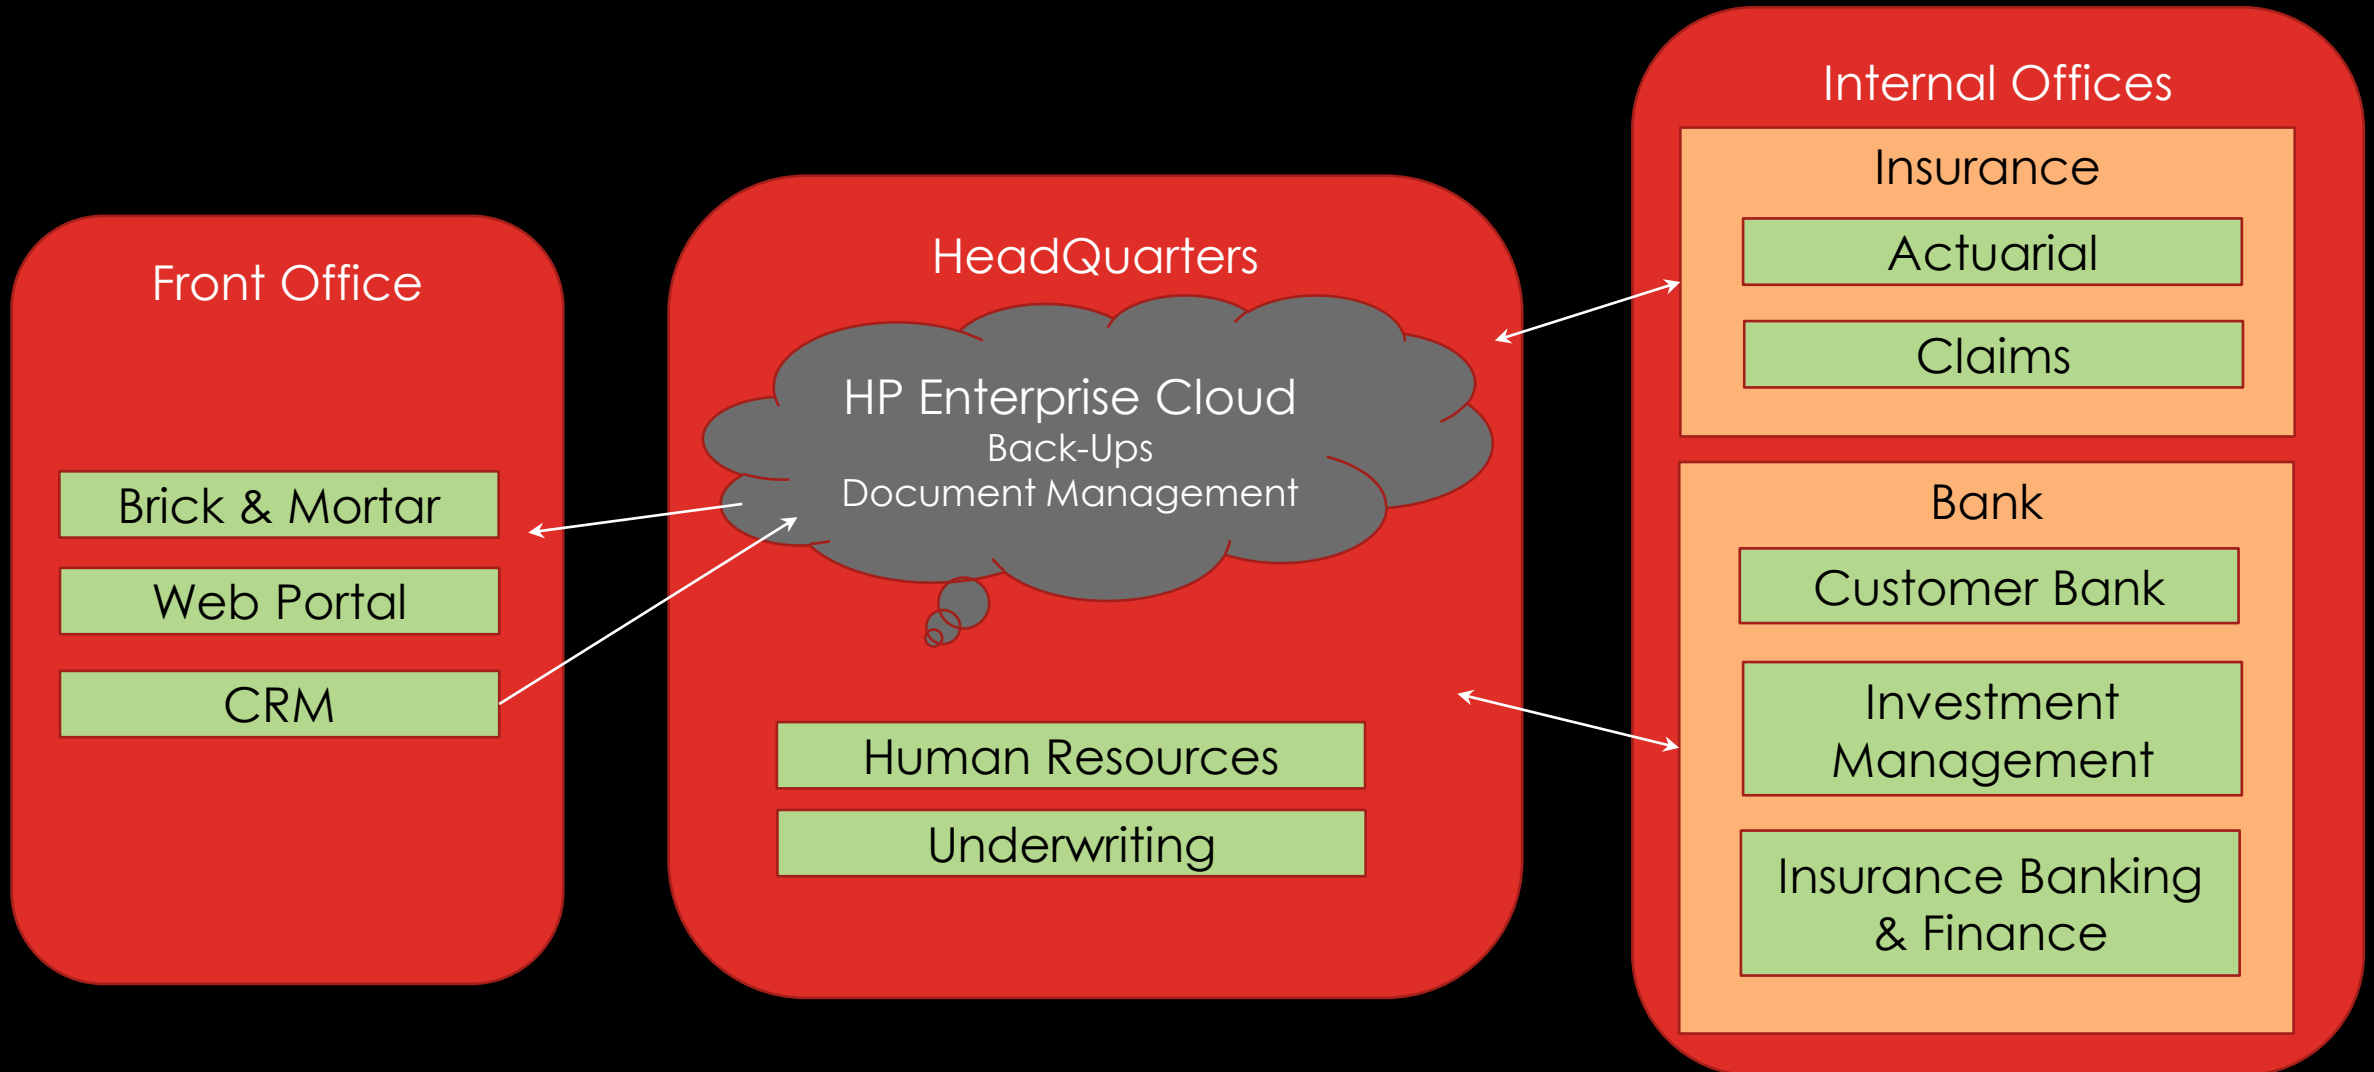 Front Office
Brick & Mortar
Web Portal
CRM
HeadQuarters
HP Enterprise Cloud
Back-Ups
Document Management
Human Resources
Underwriting
Internal Offices
Insurance
Actuarial
Claims
Bank
Customer Bank
Investment
Management
Insurance Banking
& Finance